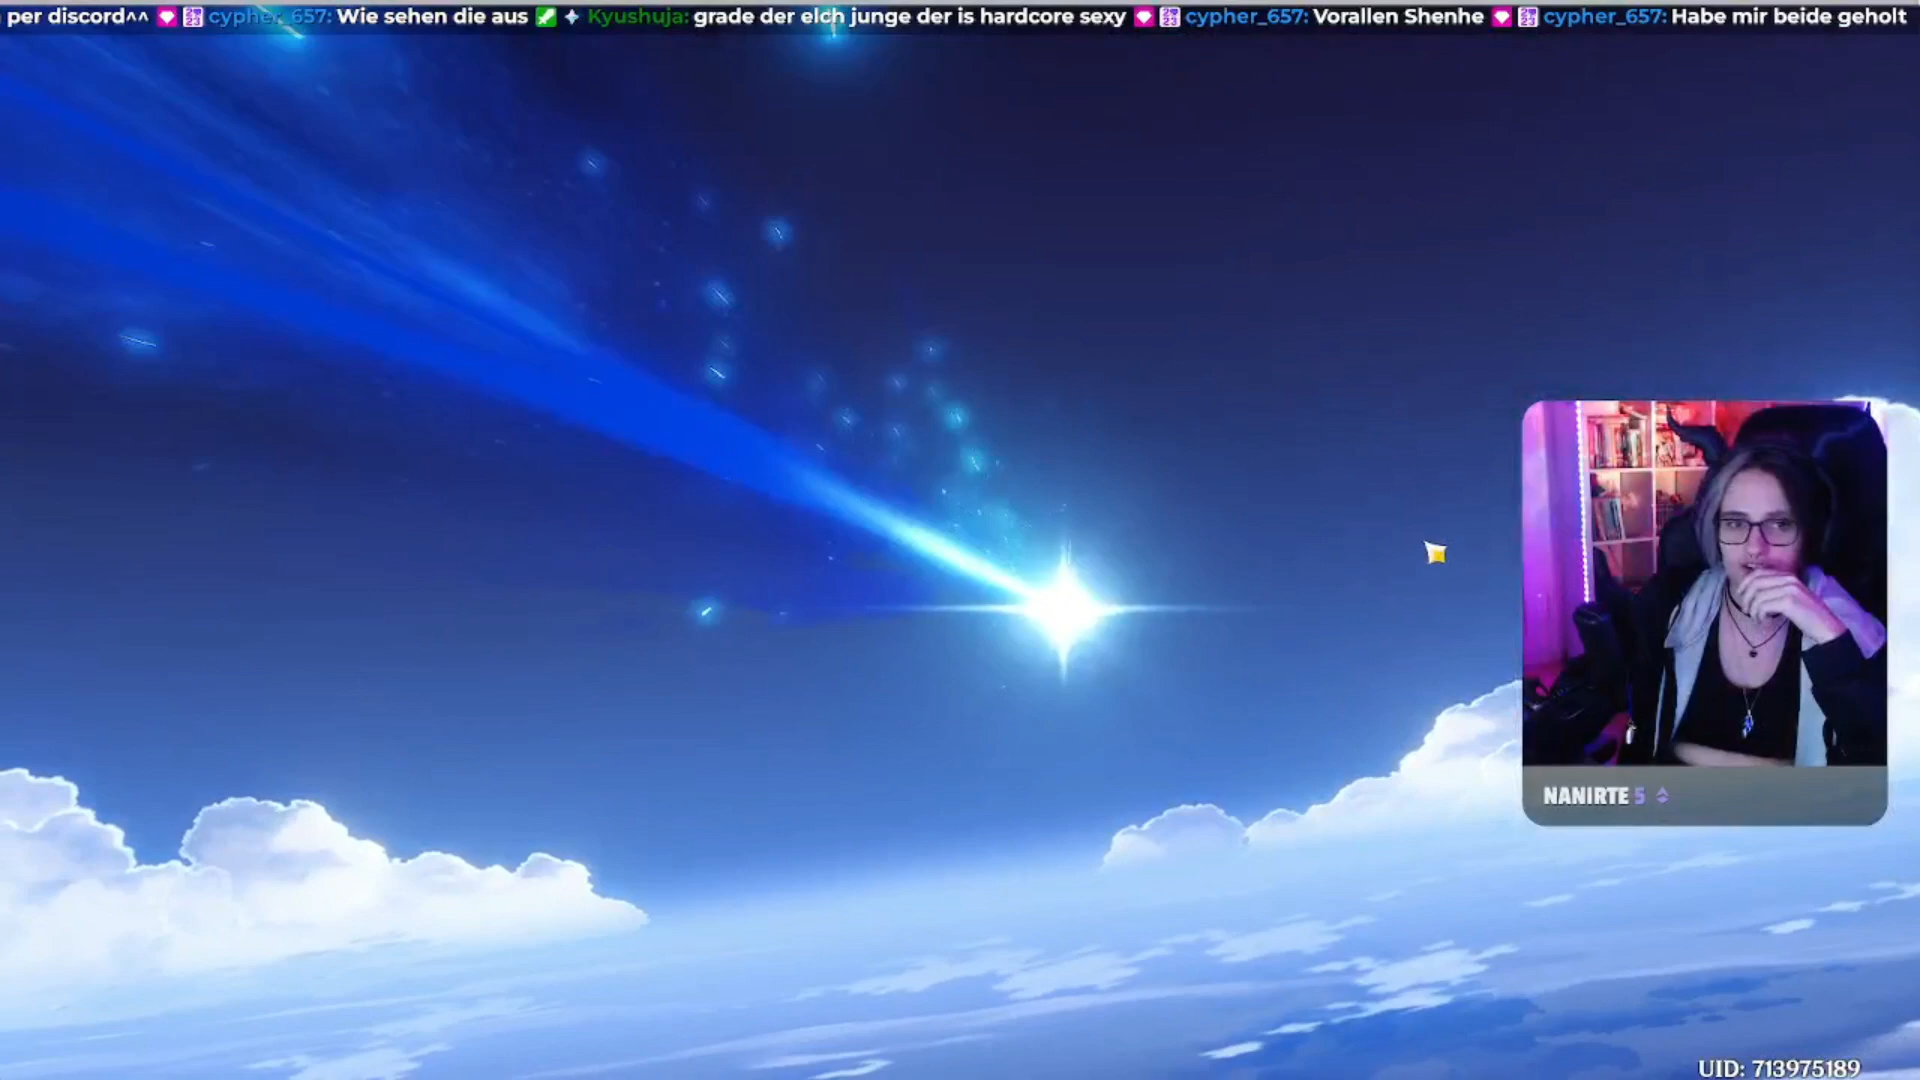 per discord^^ cypher_657: Wie sehen die aus Kyushuja: grade der elch junge der is hardcore sexy cypher_657: Vorallen Shenhe cypher_657: Habe mir beide geholt
NANIRTE 5
UID: 713975189